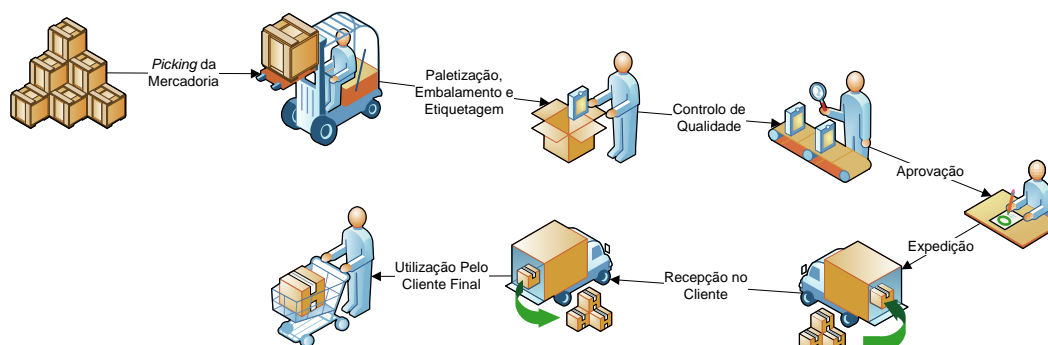 Picking da
Mercadoria
Paletização,
Embalamento e
Etiquetagem
Controlo de
Qualidade
Aprovação
Expedição
Recepção no
Cliente
Utilização Pelo
Cliente Final